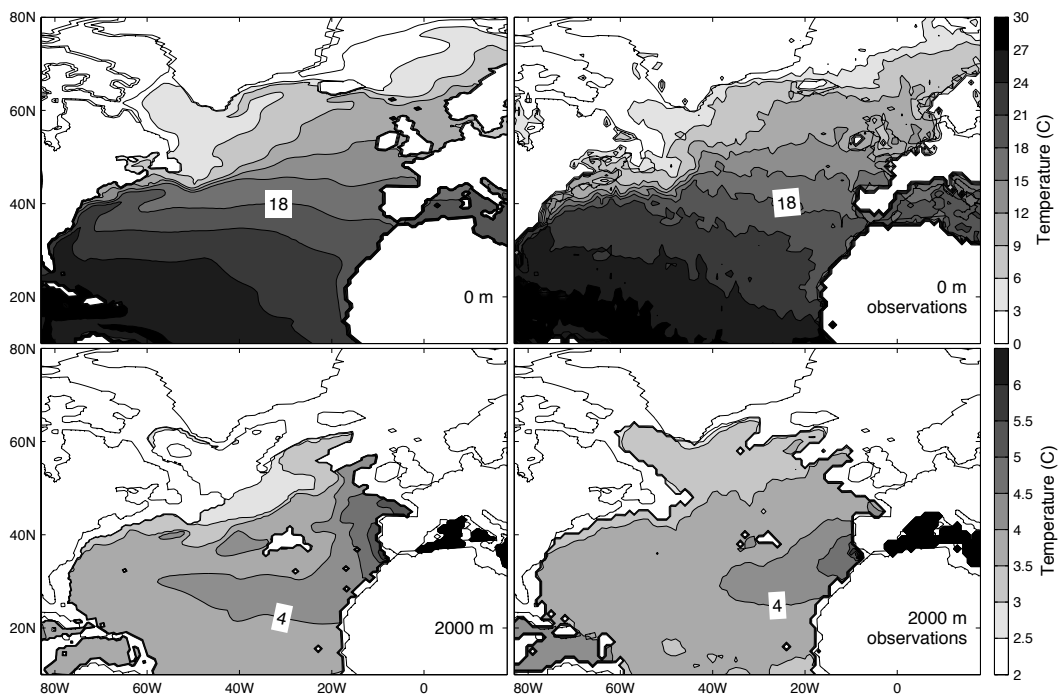 80N
60N
40N
20N
18
0 m
18
0 m
observations
30
27
24
21
18
15
12
9
6
3
0
Temperature (C)
80N
60N
40N
20N
4
2000 m
80W
60W
40W
20W
0
4
2000 m
observations
80W
60W
40W
20W
0
6
5.5
5
4.5
4
3.5
3
2.5
2
Temperature (C)